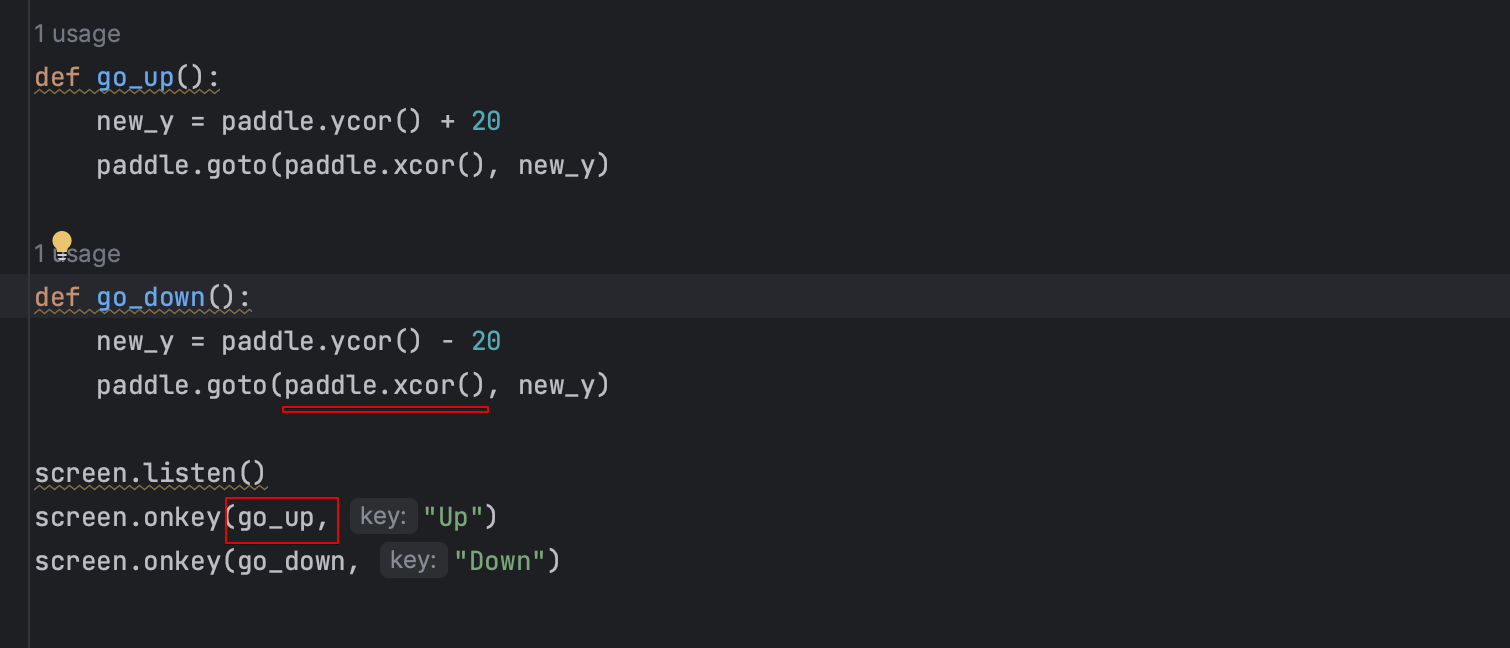 1 usage
def go_up():
    new_y = paddle.ycor() + 20
    paddle.goto(paddle.xcor(), new_y)
1 usage
def go_down():
    new_y = paddle.ycor() - 20
    paddle.goto(paddle.xcor(), new_y)
screen.listen()
screen.onkey(go_up, key: "Up")
screen.onkey(go_down, key: "Down")